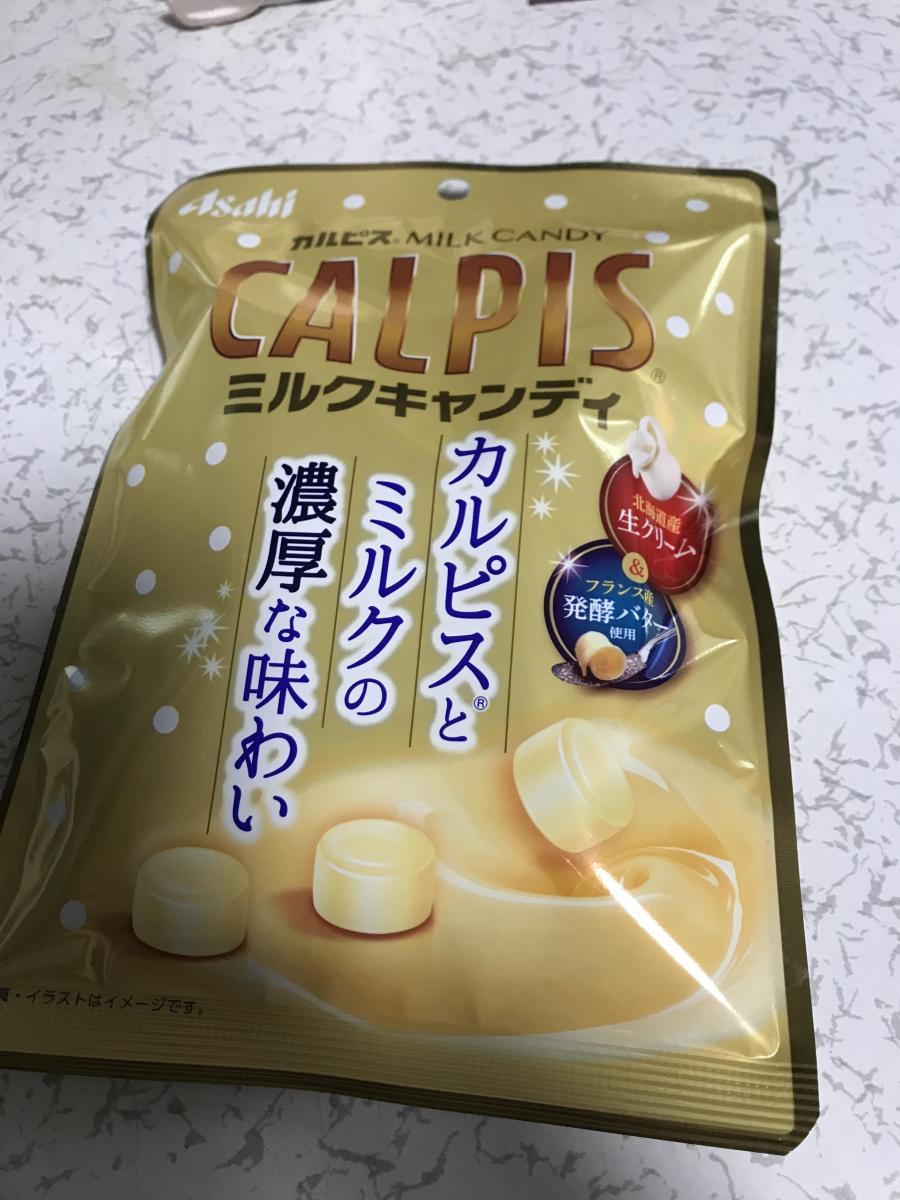 Asahi
カルピス® MILK CANDY
CALPIS®
ミルクキャンディ
カルピス®と
ミルクの
濃厚な味わい
北海道産
生クリーム
&
フランス産
発酵バター
使用
真・イラストはイメージです。